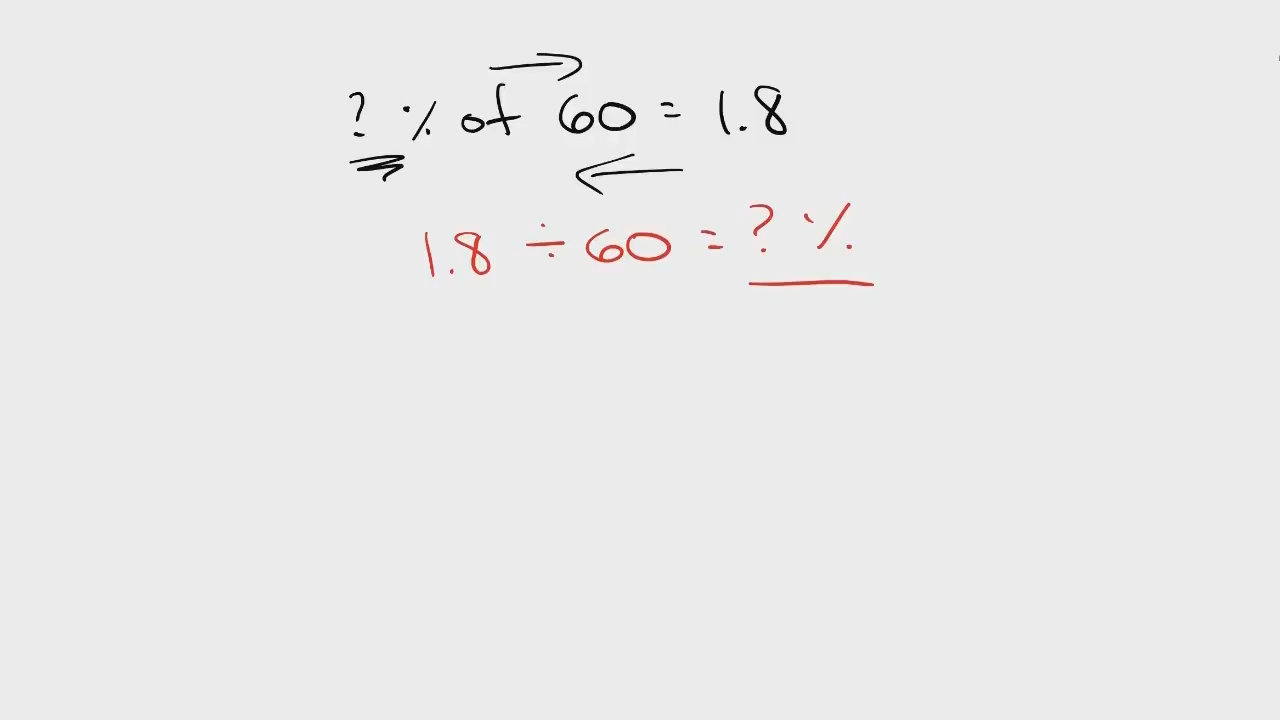 ? % of 60 = 1.8
1.8 ÷ 60 = ? %